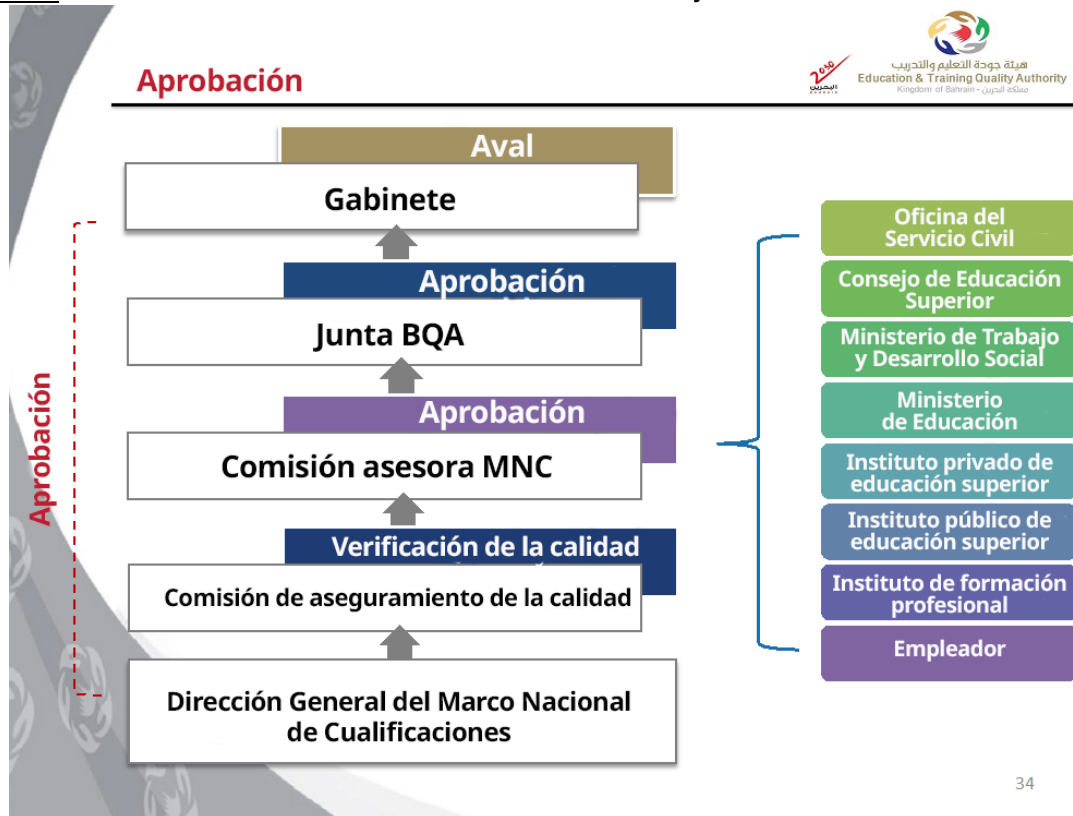 Aprobación
2030
البحرين
BAHRAIN
هيئة جودة التعليم والتدريب
Education & Training Quality Authority
Kingdom of Bahrain - مملكة البحرين
Aval
Gabinete
Aprobación
Junta BQA
Aprobación
Comisión asesora MNC
Verificación de la calidad
Comisión de aseguramiento de la calidad
Dirección General del Marco Nacional
de Cualificaciones
Aprobación
Oficina del
Servicio Civil
Consejo de Educación
Superior
Ministerio de Trabajo
y Desarrollo Social
Ministerio
de Educación
Instituto privado de
educación superior
Instituto público de
educación superior
Instituto de formación
profesional
Empleador
34